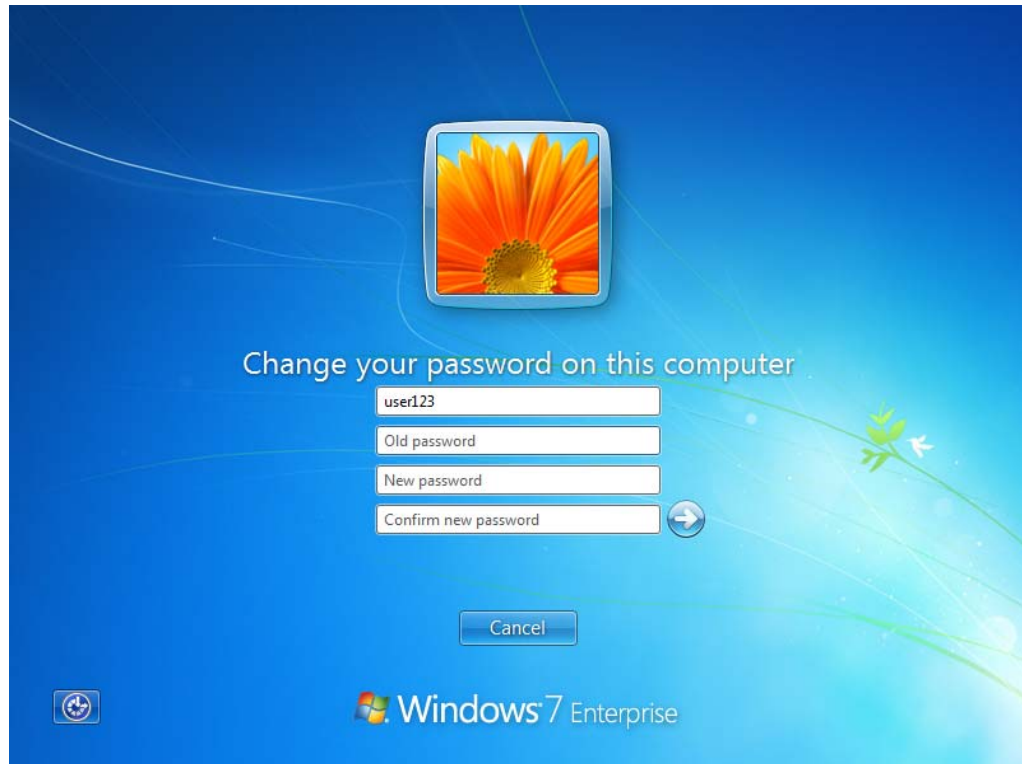 Change your password on this computer
user123
Old password
New password
Confirm new password
Cancel
Windows 7 Enterprise